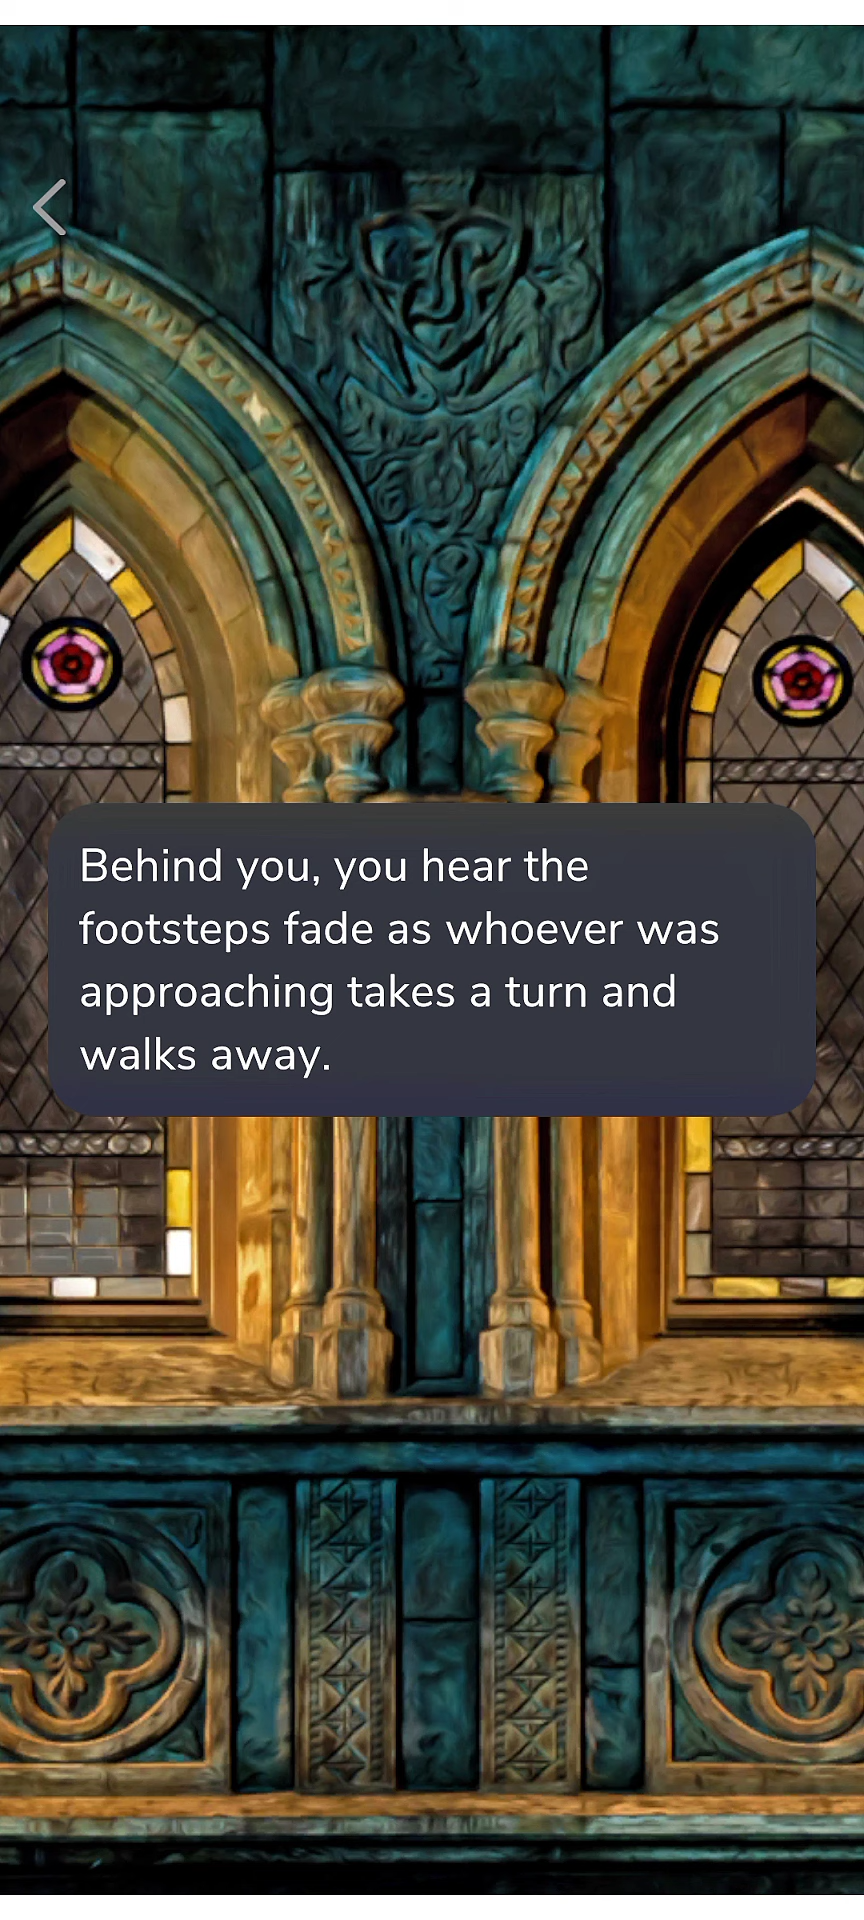 Behind you, you hear the
footsteps fade as whoever was
approaching takes a turn and
walks away.